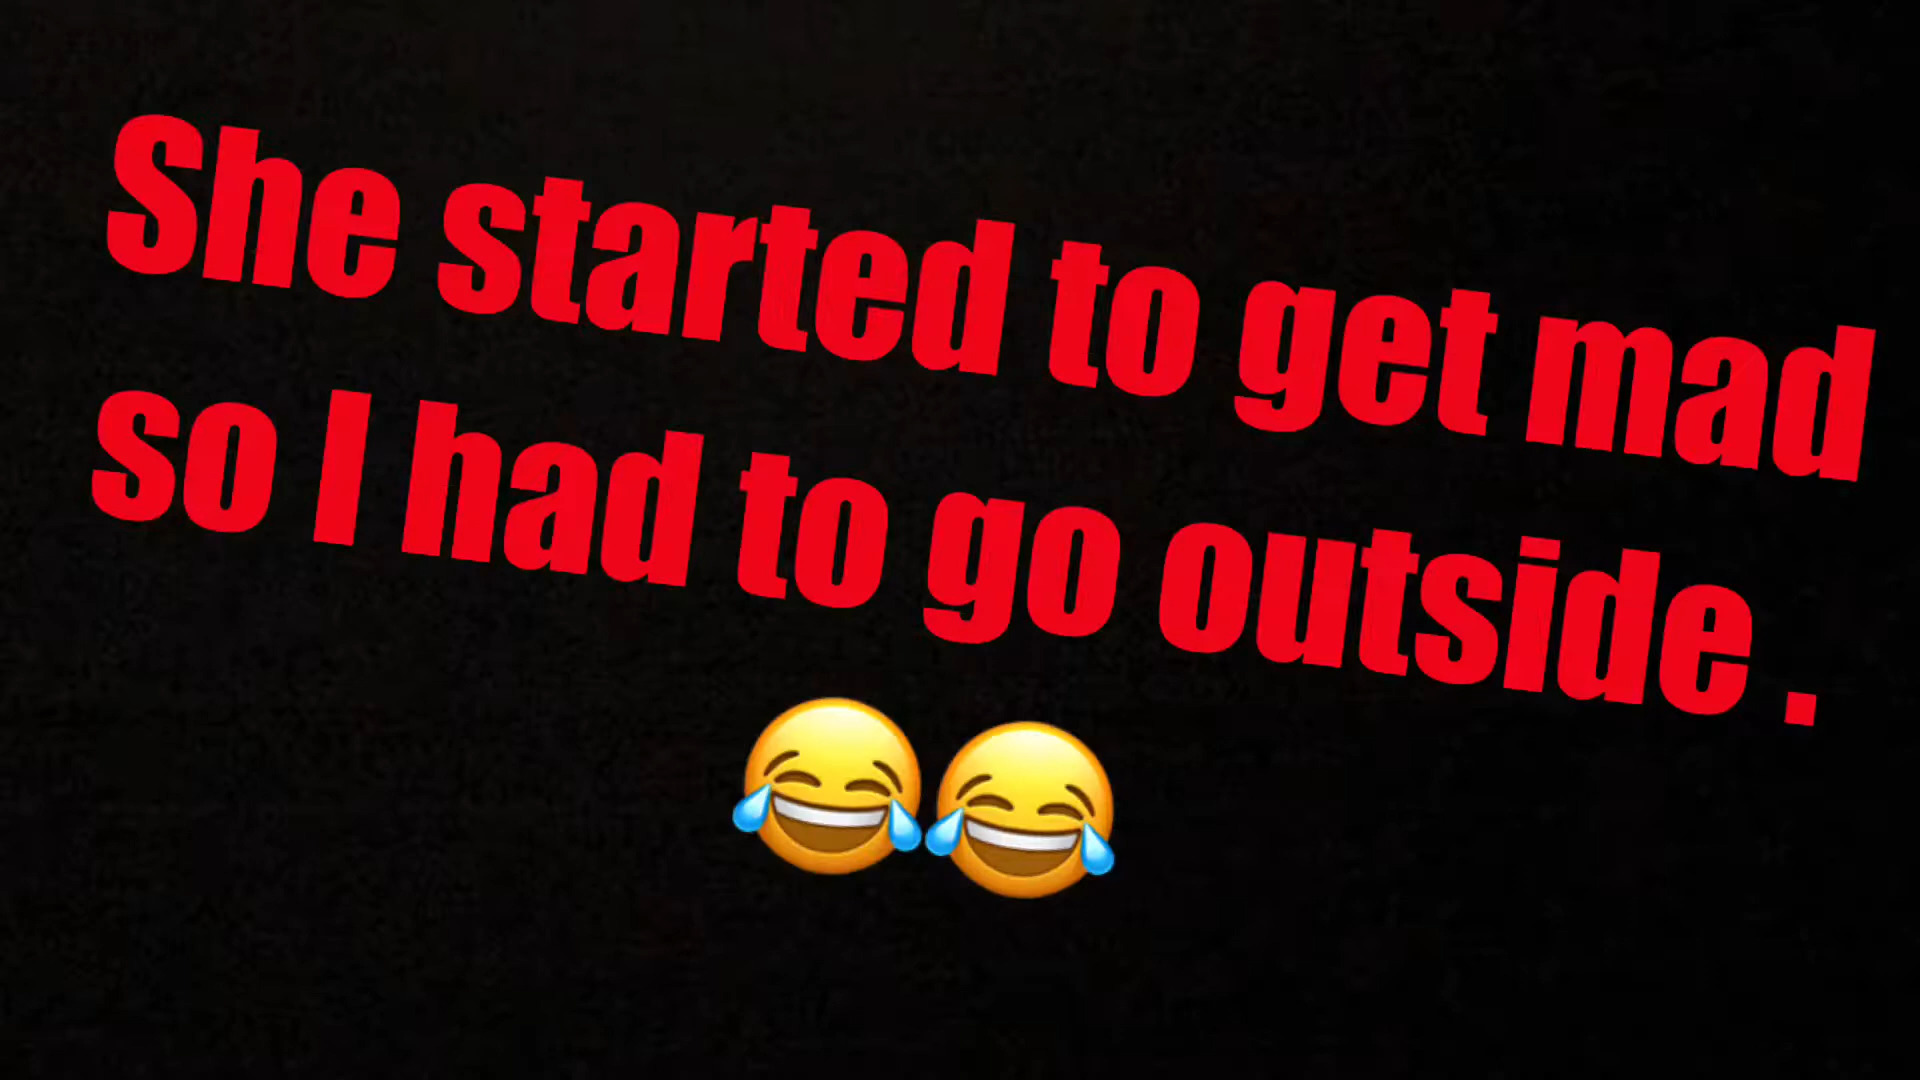 She started to get mad
so I had to go outside .
😂😂